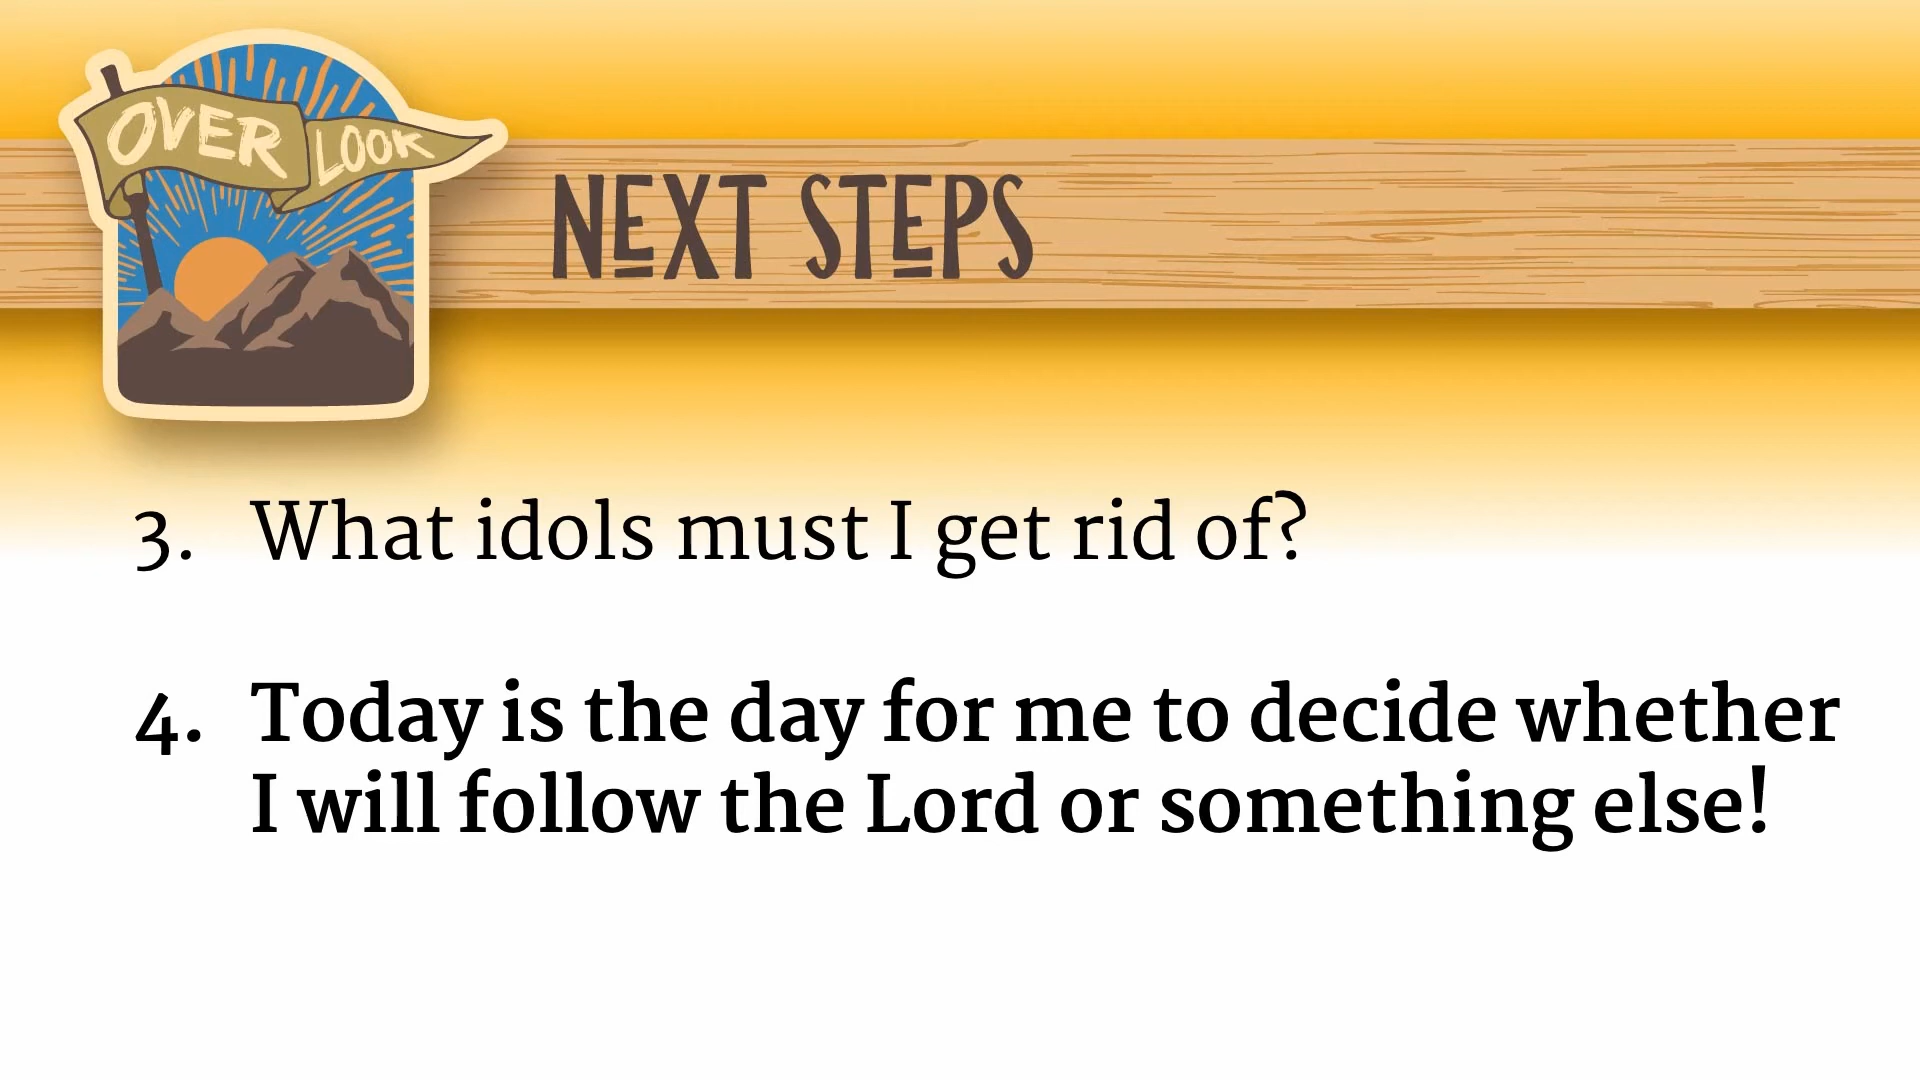 OVER LOOK
NEXT STEPS
3. What idols must I get rid of?
4. Today is the day for me to decide whether
I will follow the Lord or something else!